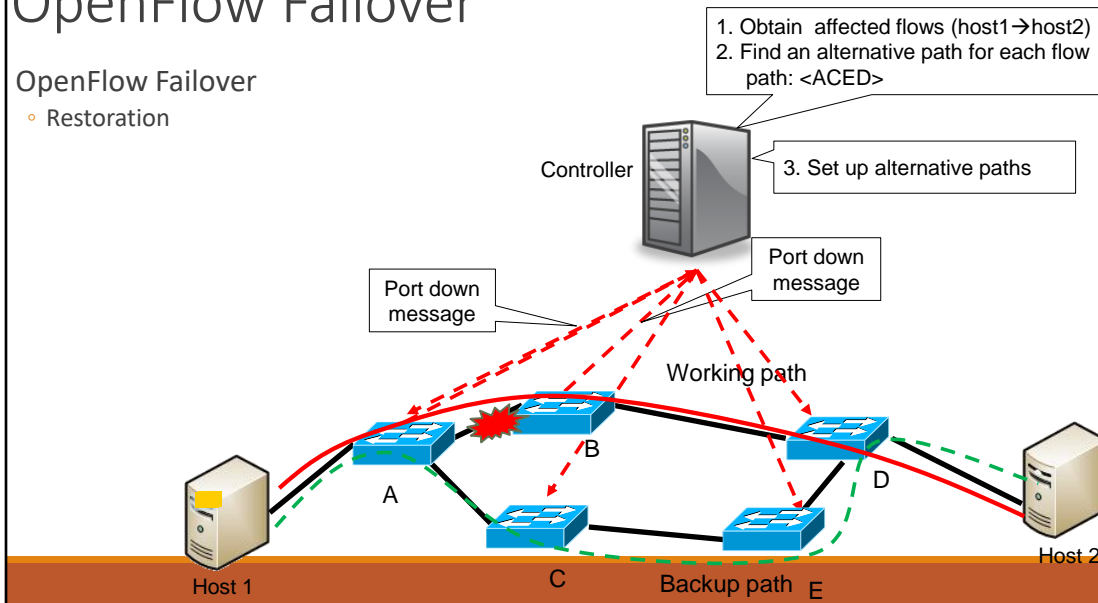 OpenFlow Failover
OpenFlow Failover
◦ Restoration
1. Obtain affected flows (host1→host2)
2. Find an alternative path for each flow
path: <ACED>
Controller
3. Set up alternative paths
Port down
message
Port down
message
Working path
B
A
D
C
Backup path
E
Host 1
Host 2